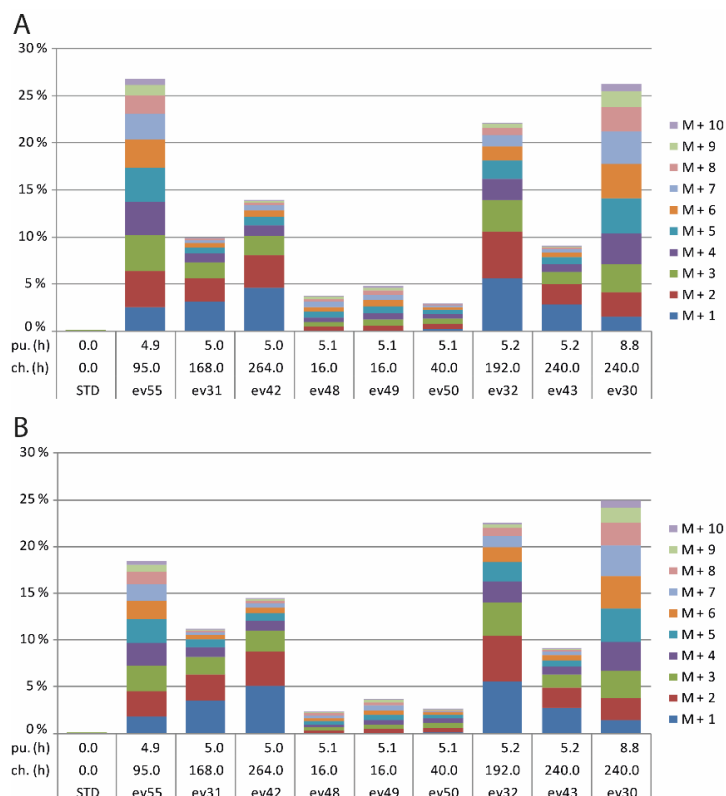 A
30 %
25 %
20 %
15 %
10 %
5 %
0 %
M + 10
M + 9
M + 8
M + 7
M + 6
M + 5
M + 4
M + 3
M + 2
M + 1
pu. (h) 0.0 4.9 5.0 5.0 5.1 5.1 5.1 5.2 5.2 8.8
ch. (h) 0.0 95.0 168.0 264.0 16.0 16.0 40.0 192.0 240.0 240.0
STD ev55 ev31 ev42 ev48 ev49 ev50 ev32 ev43 ev30
B
30 %
25 %
20 %
15 %
10 %
5 %
0 %
M + 10
M + 9
M + 8
M + 7
M + 6
M + 5
M + 4
M + 3
M + 2
M + 1
pu. (h) 0.0 4.9 5.0 5.0 5.1 5.1 5.1 5.2 5.2 8.8
ch. (h) 0.0 95.0 168.0 264.0 16.0 16.0 40.0 192.0 240.0 240.0
STD ev55 ev31 ev42 ev48 ev49 ev50 ev32 ev43 ev30